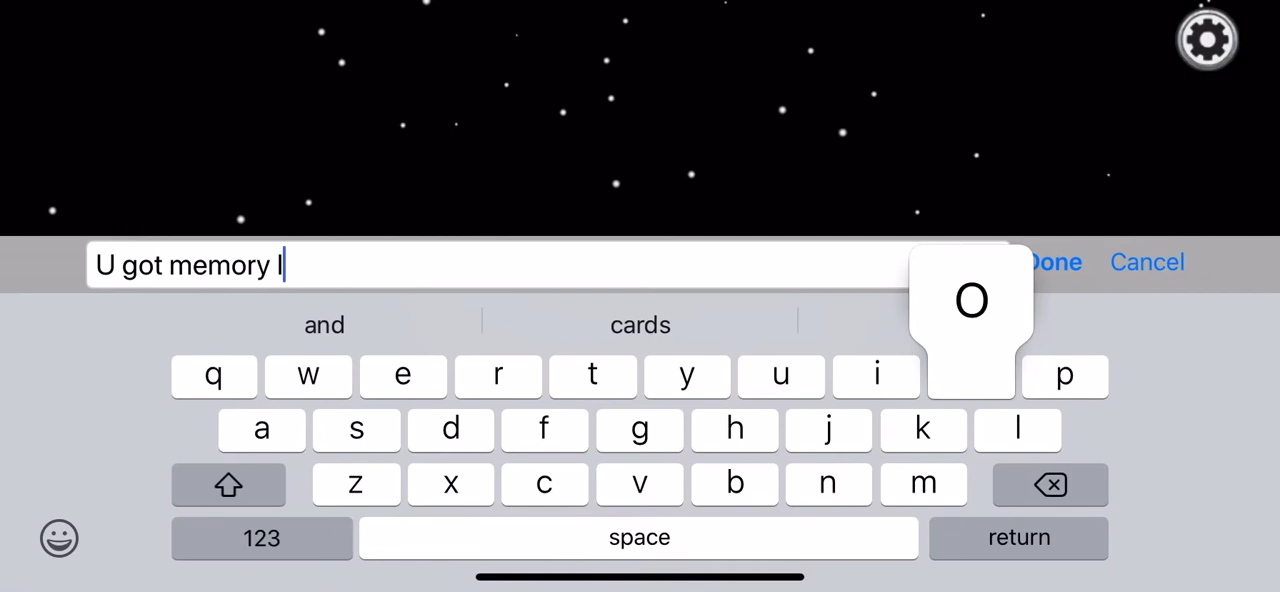 U got memory l
Done Cancel
and cards
O
q w e r t y u i p
a s d f g h j k l
z x c v b n m
123 space return